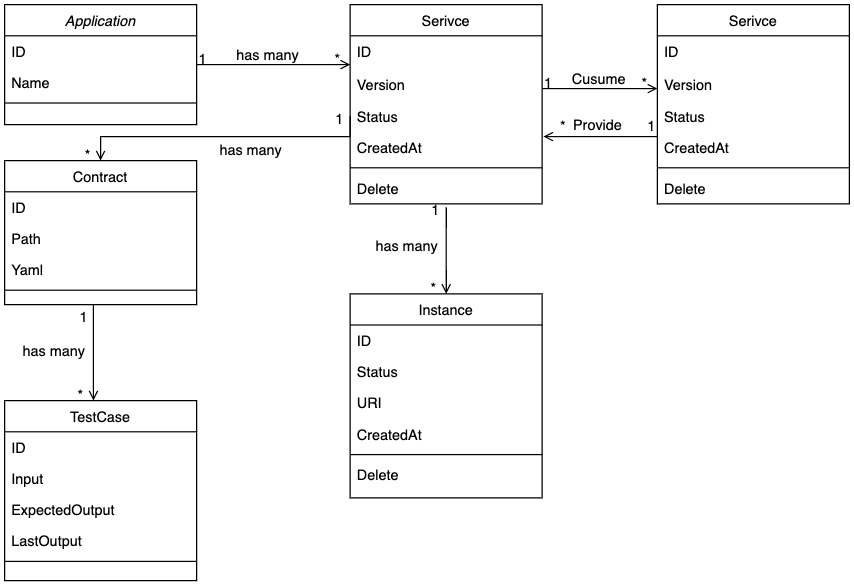 Application
ID
Name
1
has many
*
Serivce
ID
Version
Status
CreatedAt
Delete
1
Cusume
*
*
Provide
1
Serivce
ID
Version
Status
CreatedAt
Delete
1
has many
*
Contract
ID
Path
Yaml
1
has many
*
TestCase
ID
Input
ExpectedOutput
LastOutput
1
has many
*
Instance
ID
Status
URI
CreatedAt
Delete